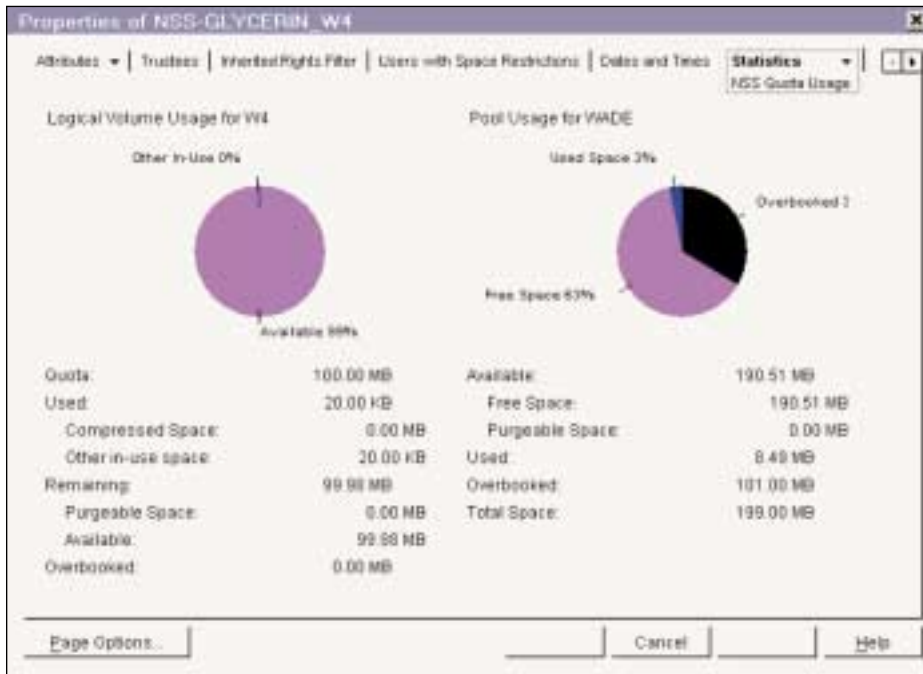 Properties of NSS-GLYCERIN_W4
Attributes | Trustees | Inherited Rights Filter | Users with Space Restrictions | Dates and Times | Statistics
NSS Quota Usage
Logical Volume Usage for W4
Pool Usage for WADE
Other In-Use 0%
Available 99%
Used Space 3%
Overbooked 3
Free Space 63%
Quota: 100.00 MB
Used: 20.00 KB
Compressed Space: 0.00 MB
Other in-use space: 20.00 KB
Remaining: 99.98 MB
Purgeable Space: 0.00 MB
Available: 99.98 MB
Overbooked: 0.00 MB
Available: 190.51 MB
Free Space: 190.51 MB
Purgeable Space: 0.00 MB
Used: 8.49 MB
Overbooked: 101.00 MB
Total Space: 199.00 MB
Page Options...
Cancel
Help